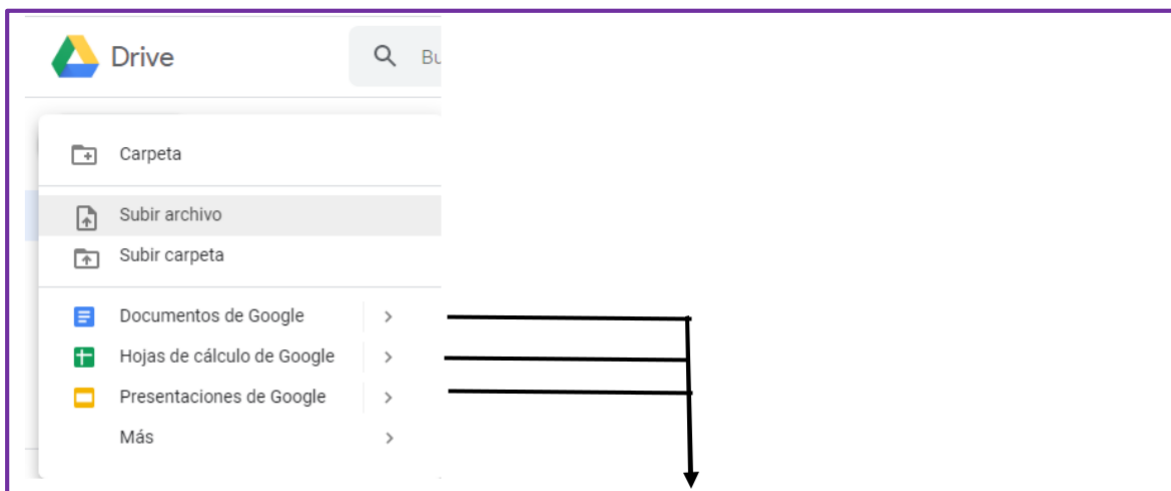 Drive
Bu
Carpeta
Subir archivo
Subir carpeta
Documentos de Google
Hojas de cálculo de Google
Presentaciones de Google
Más